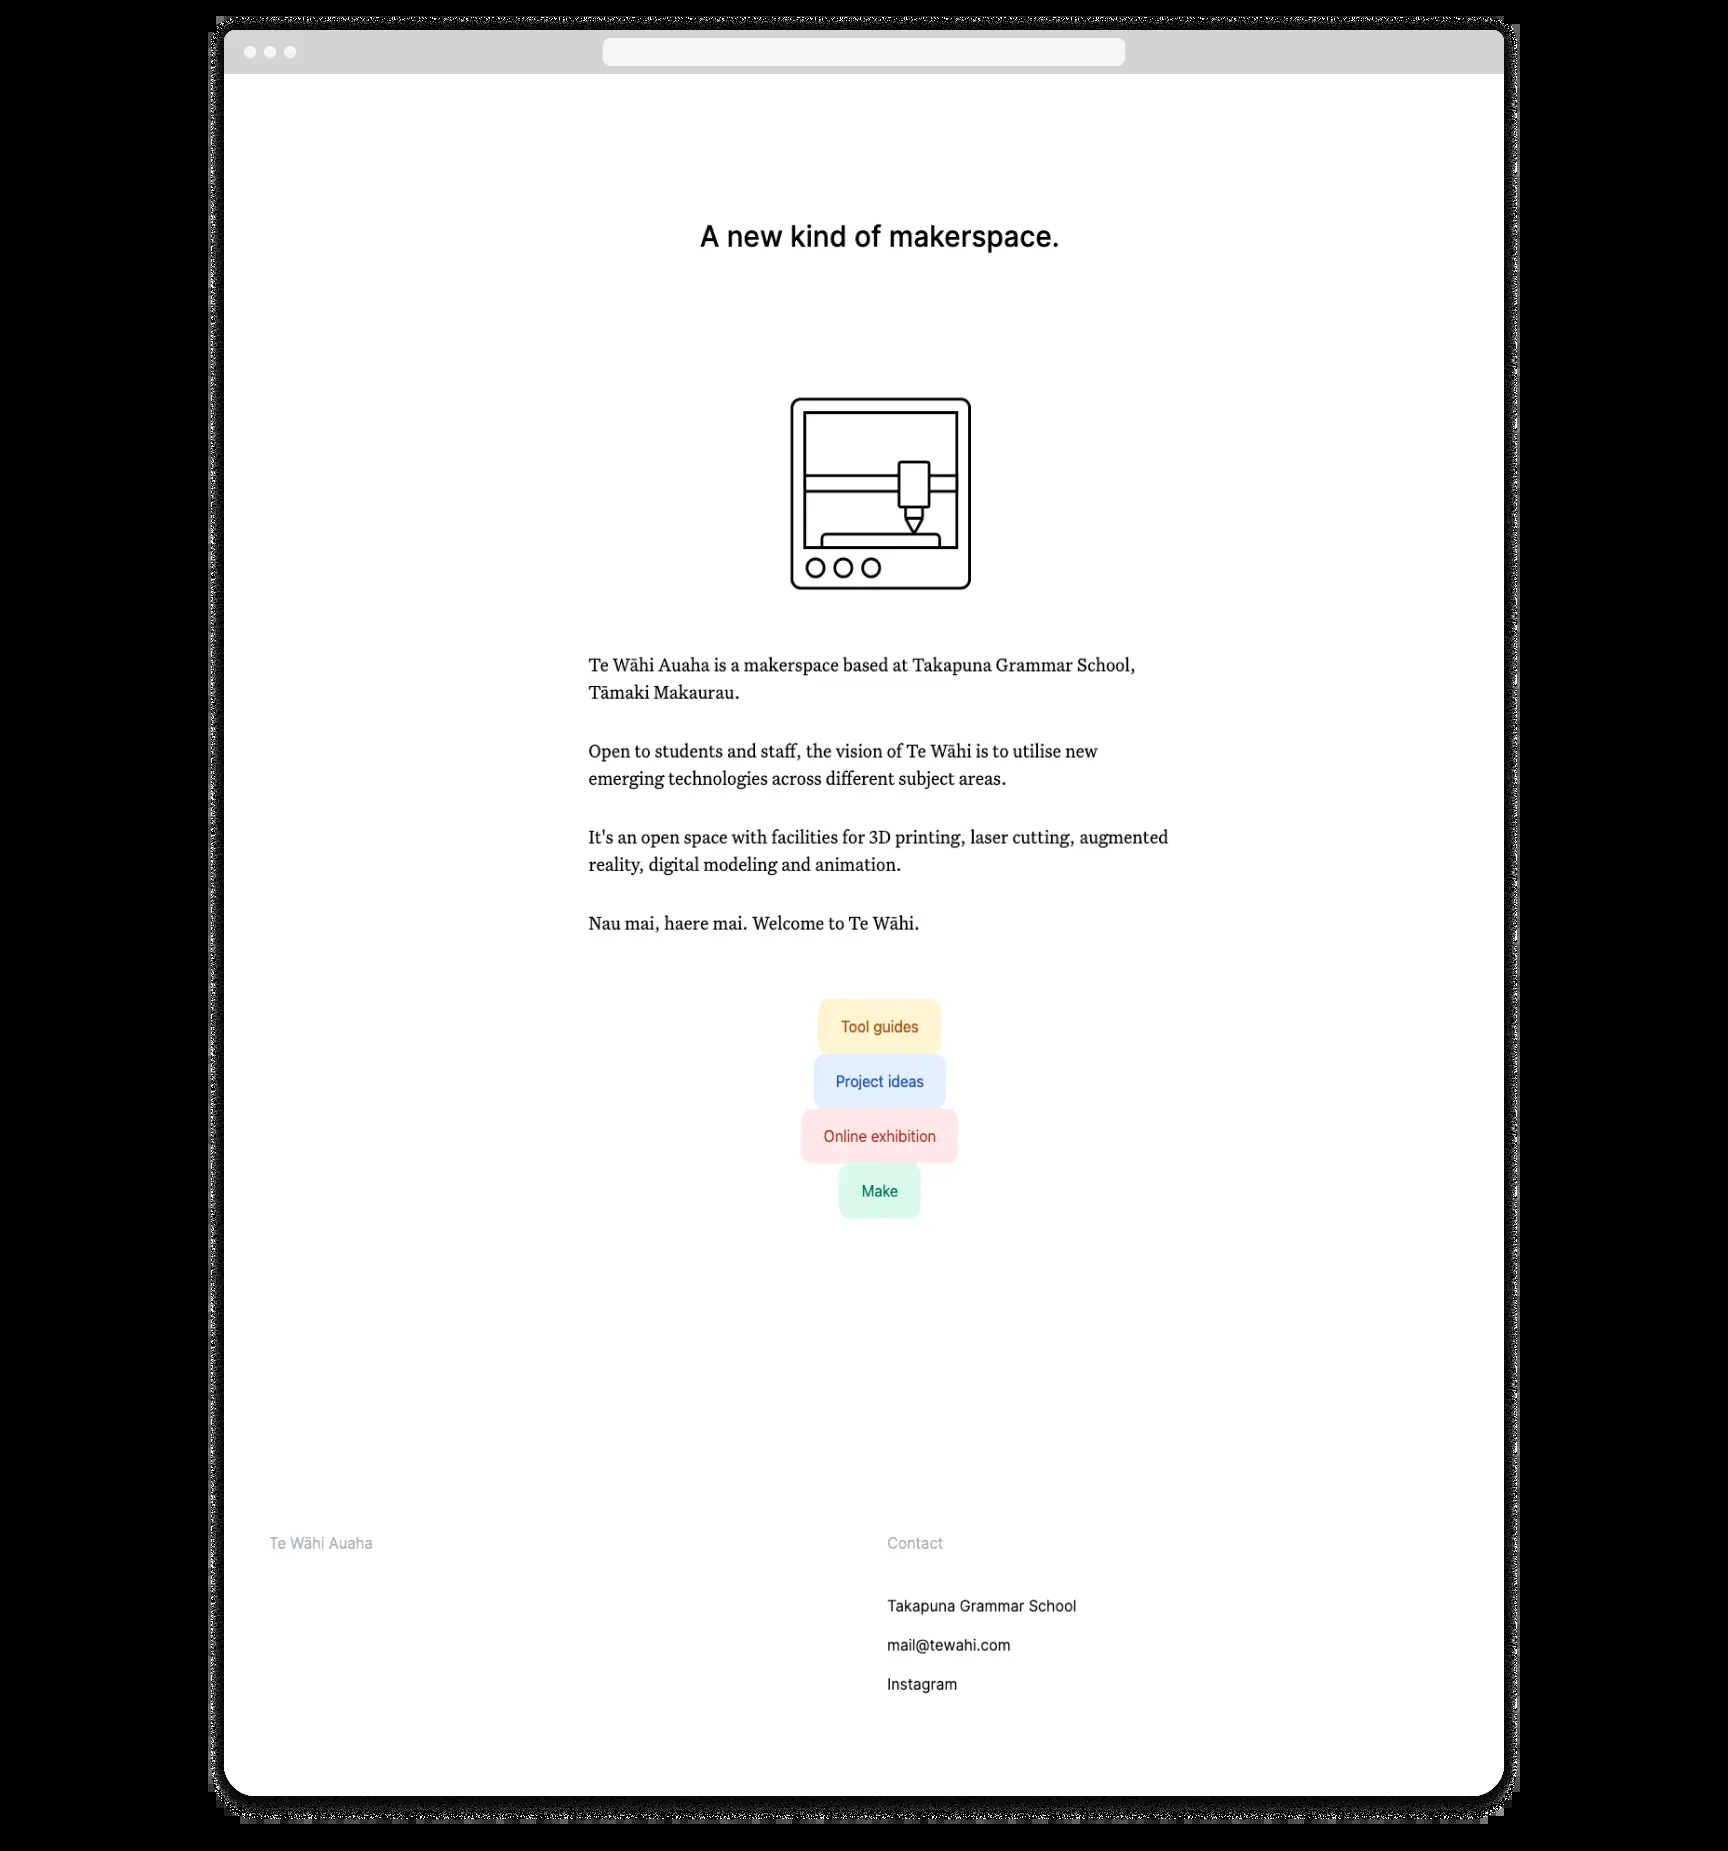 A new kind of makerspace.
Te Wāhi Auaha is a makerspace based at Takapuna Grammar School,
Tāmaki Makaurau.
Open to students and staff, the vision of Te Wāhi is to utilise new
emerging technologies across different subject areas.
It's an open space with facilities for 3D printing, laser cutting, augmented
reality, digital modeling and animation.
Nau mai, haere mai. Welcome to Te Wāhi.
Tool guides
Project ideas
Online exhibition
Make
Te Wāhi Auaha
Contact
Takapuna Grammar School
mail@tewahi.com
Instagram